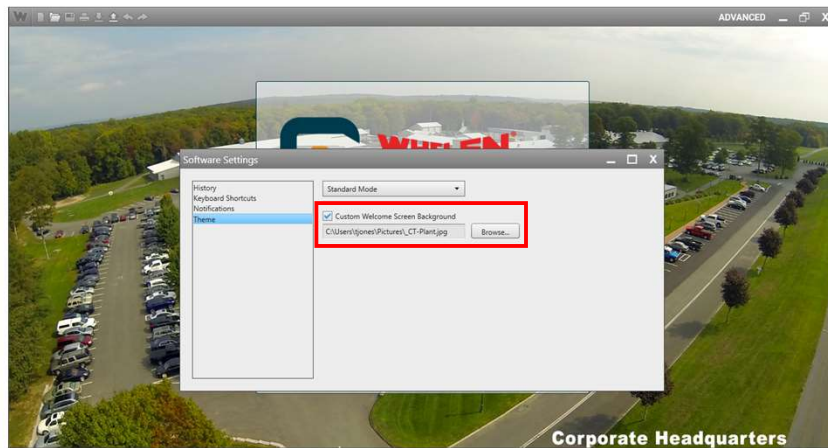 W ADVANCED
WHELEN
Software Settings
History
Keyboard Shortcuts
Notifications
Theme
Standard Mode
Custom Welcome Screen Background
C:\Users\tjones\Pictures\_CT-Plant.jpg Browse...
Corporate Headquarters